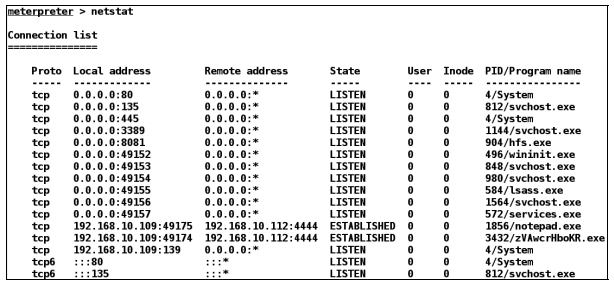 meterpreter > netstat
Connection list
===============
Proto Local address Remote address State User Inode PID/Program name
----- ------------- -------------- ----- ---- ----- ----------------
tcp 0.0.0.0:80 0.0.0.0:* LISTEN 0 0 4/System
tcp 0.0.0.0:135 0.0.0.0:* LISTEN 0 0 812/svchost.exe
tcp 0.0.0.0:445 0.0.0.0:* LISTEN 0 0 4/System
tcp 0.0.0.0:3389 0.0.0.0:* LISTEN 0 0 1144/svchost.exe
tcp 0.0.0.0:8081 0.0.0.0:* LISTEN 0 0 904/hfs.exe
tcp 0.0.0.0:49152 0.0.0.0:* LISTEN 0 0 496/wininit.exe
tcp 0.0.0.0:49153 0.0.0.0:* LISTEN 0 0 848/svchost.exe
tcp 0.0.0.0:49154 0.0.0.0:* LISTEN 0 0 980/svchost.exe
tcp 0.0.0.0:49155 0.0.0.0:* LISTEN 0 0 584/lsass.exe
tcp 0.0.0.0:49156 0.0.0.0:* LISTEN 0 0 1564/svchost.exe
tcp 0.0.0.0:49157 0.0.0.0:* LISTEN 0 0 572/services.exe
tcp 192.168.10.109:49175 192.168.10.112:4444 ESTABLISHED 0 0 1856/notepad.exe
tcp 192.168.10.109:49174 192.168.10.112:4444 ESTABLISHED 0 0 3432/zVAwcrHboKR.exe
tcp 192.168.10.109:139 0.0.0.0:* LISTEN 0 0 4/System
tcp6 :::80 :::* LISTEN 0 0 4/System
tcp6 :::135 :::* LISTEN 0 0 812/svchost.exe